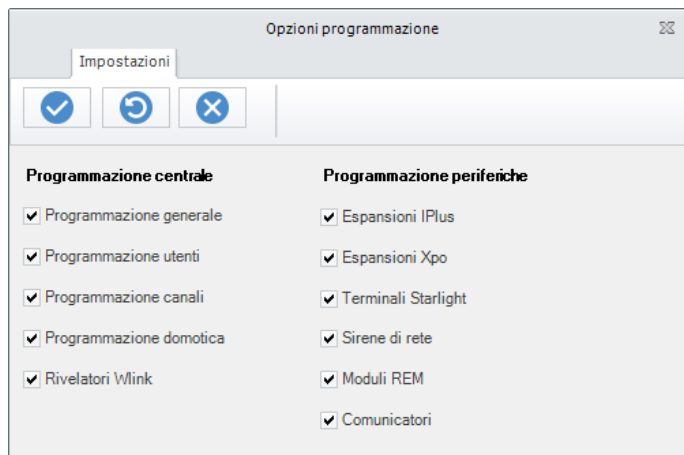 Opzioni programmazione
Impostazioni
Programmazione centrale
Programmazione generale
Programmazione utenti
Programmazione canali
Programmazione domotica
Rivelatori Wlink
Programmazione periferiche
Espansioni IPlus
Espansioni Xpo
Terminali Starlight
Sirene di rete
Moduli REM
Comunicatori